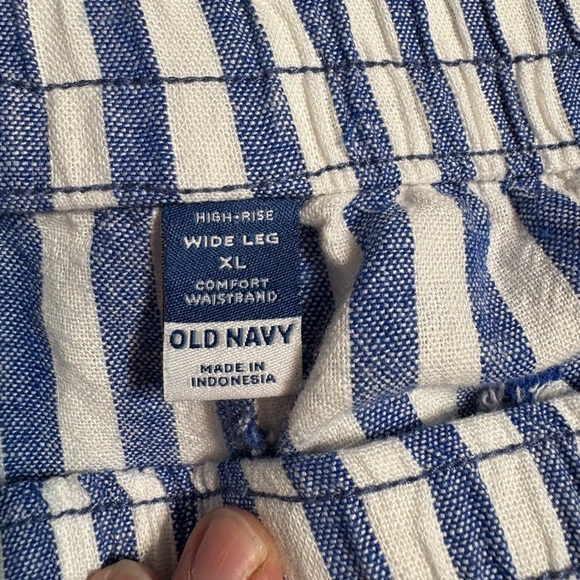 HIGH-RISE
WIDE LEG
XL
COMFORT
WAISTBAND
OLD NAVY
MADE IN
INDONESIA